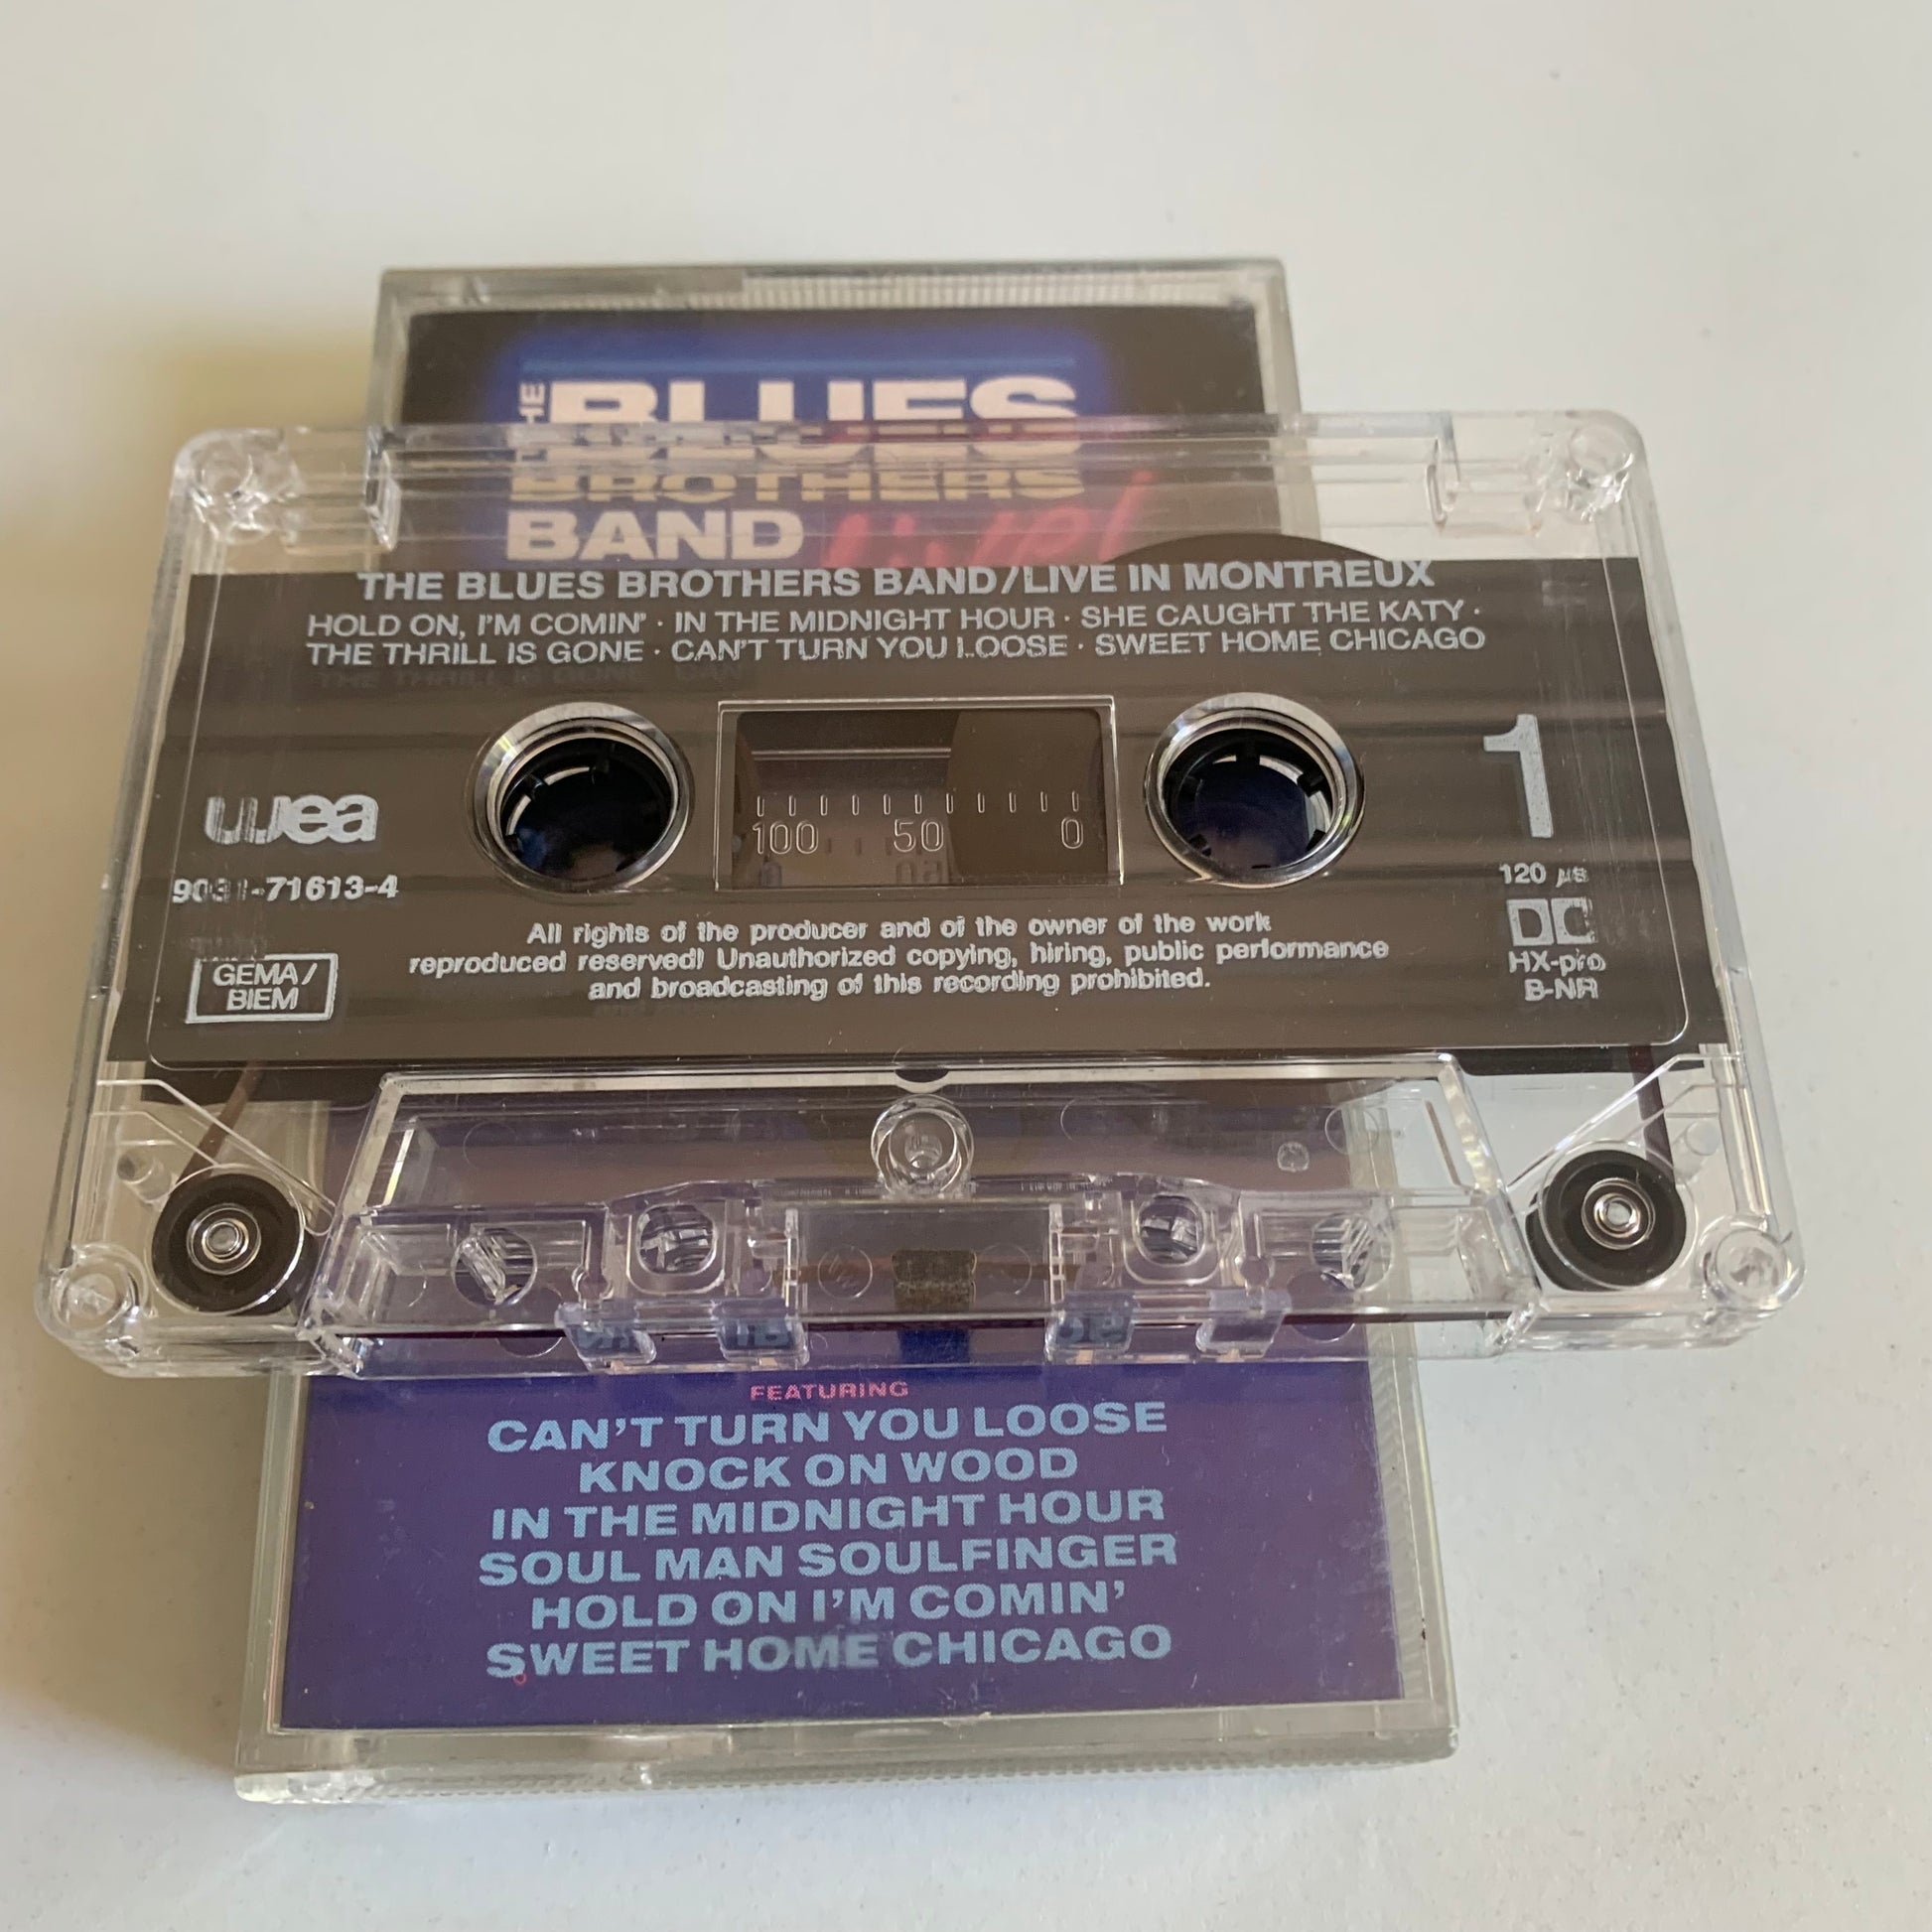 THE
BLUES
BROTHERS
BAND Live!
THE BLUES BROTHERS BAND/LIVE IN MONTREUX
HOLD ON, I'M COMIN' · IN THE MIDNIGHT HOUR · SHE CAUGHT THE KATY ·
THE THRILL IS GONE · CAN'T TURN YOU LOOSE · SWEET HOME CHICAGO
wea
9031-71613-4
GEMA/
BIEM
100 50 0
1
120 µs
HX-pro
B-NR
All rights of the producer and of the owner of the work
reproduced reserved! Unauthorized copying, hiring, public performance
and broadcasting of this recording prohibited.
FEATURING
CAN'T TURN YOU LOOSE
KNOCK ON WOOD
IN THE MIDNIGHT HOUR
SOUL MAN SOULFINGER
HOLD ON I'M COMIN'
SWEET HOME CHICAGO